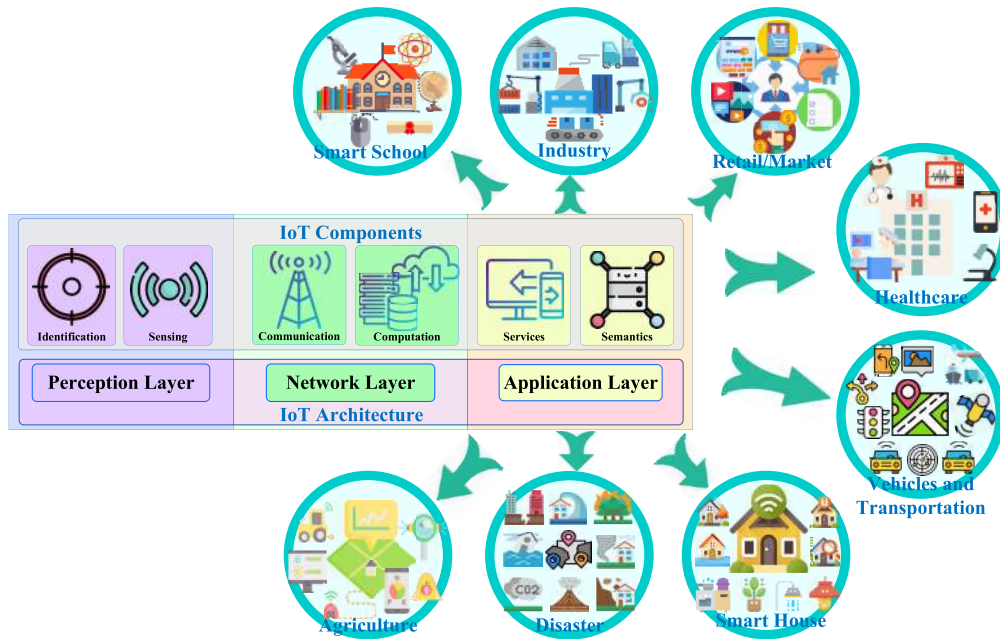 Smart School
Industry
Retail/Market
H
Healthcare
IoT Components
Identification
Sensing
Communication
Computation
Services
Semantics
Perception Layer
Network Layer
Application Layer
IoT Architecture
Vehicles and
Transportation
CO2
Agriculture
Disaster
Smart House